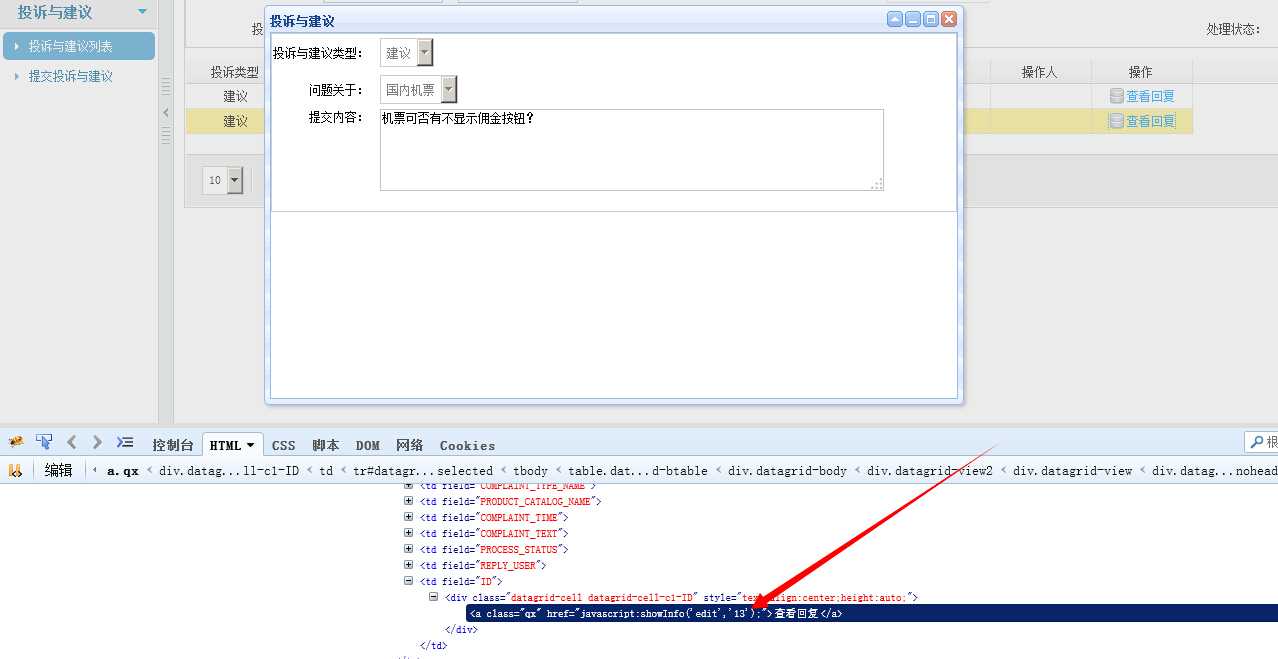 投诉与建议
投诉与建议列表
提交投诉与建议
投
处理状态:
投诉类型
操作人
操作
建议
查看回复
建议
查看回复
10
投诉与建议
投诉与建议类型: 建议
问题关于: 国内机票
提交内容: 机票可否有不显示佣金按钮?
控制台 HTML CSS 脚本 DOM 网络 Cookies
根
编辑 a.qx < div.datag...ll-c1-ID < td < tr#datagr...selected < tbody < table.dat...d-btable < div.datagrid-body < div.datagrid-view2 < div.datagrid-view < div.datag...nohead
<td field="COMPLAINT_TYPE_NAME">
<td field="PRODUCT_CATALOG_NAME">
<td field="COMPLAINT_TIME">
<td field="COMPLAINT_TEXT">
<td field="PROCESS_STATUS">
<td field="REPLY_USER">
<td field="ID">
<div class="datagrid-cell datagrid-cell-c1-ID" style="text-align:center;height:auto;">
<a class="qx" href="javascript:showInfo('edit','13');">查看回复</a>
</div>
</td>